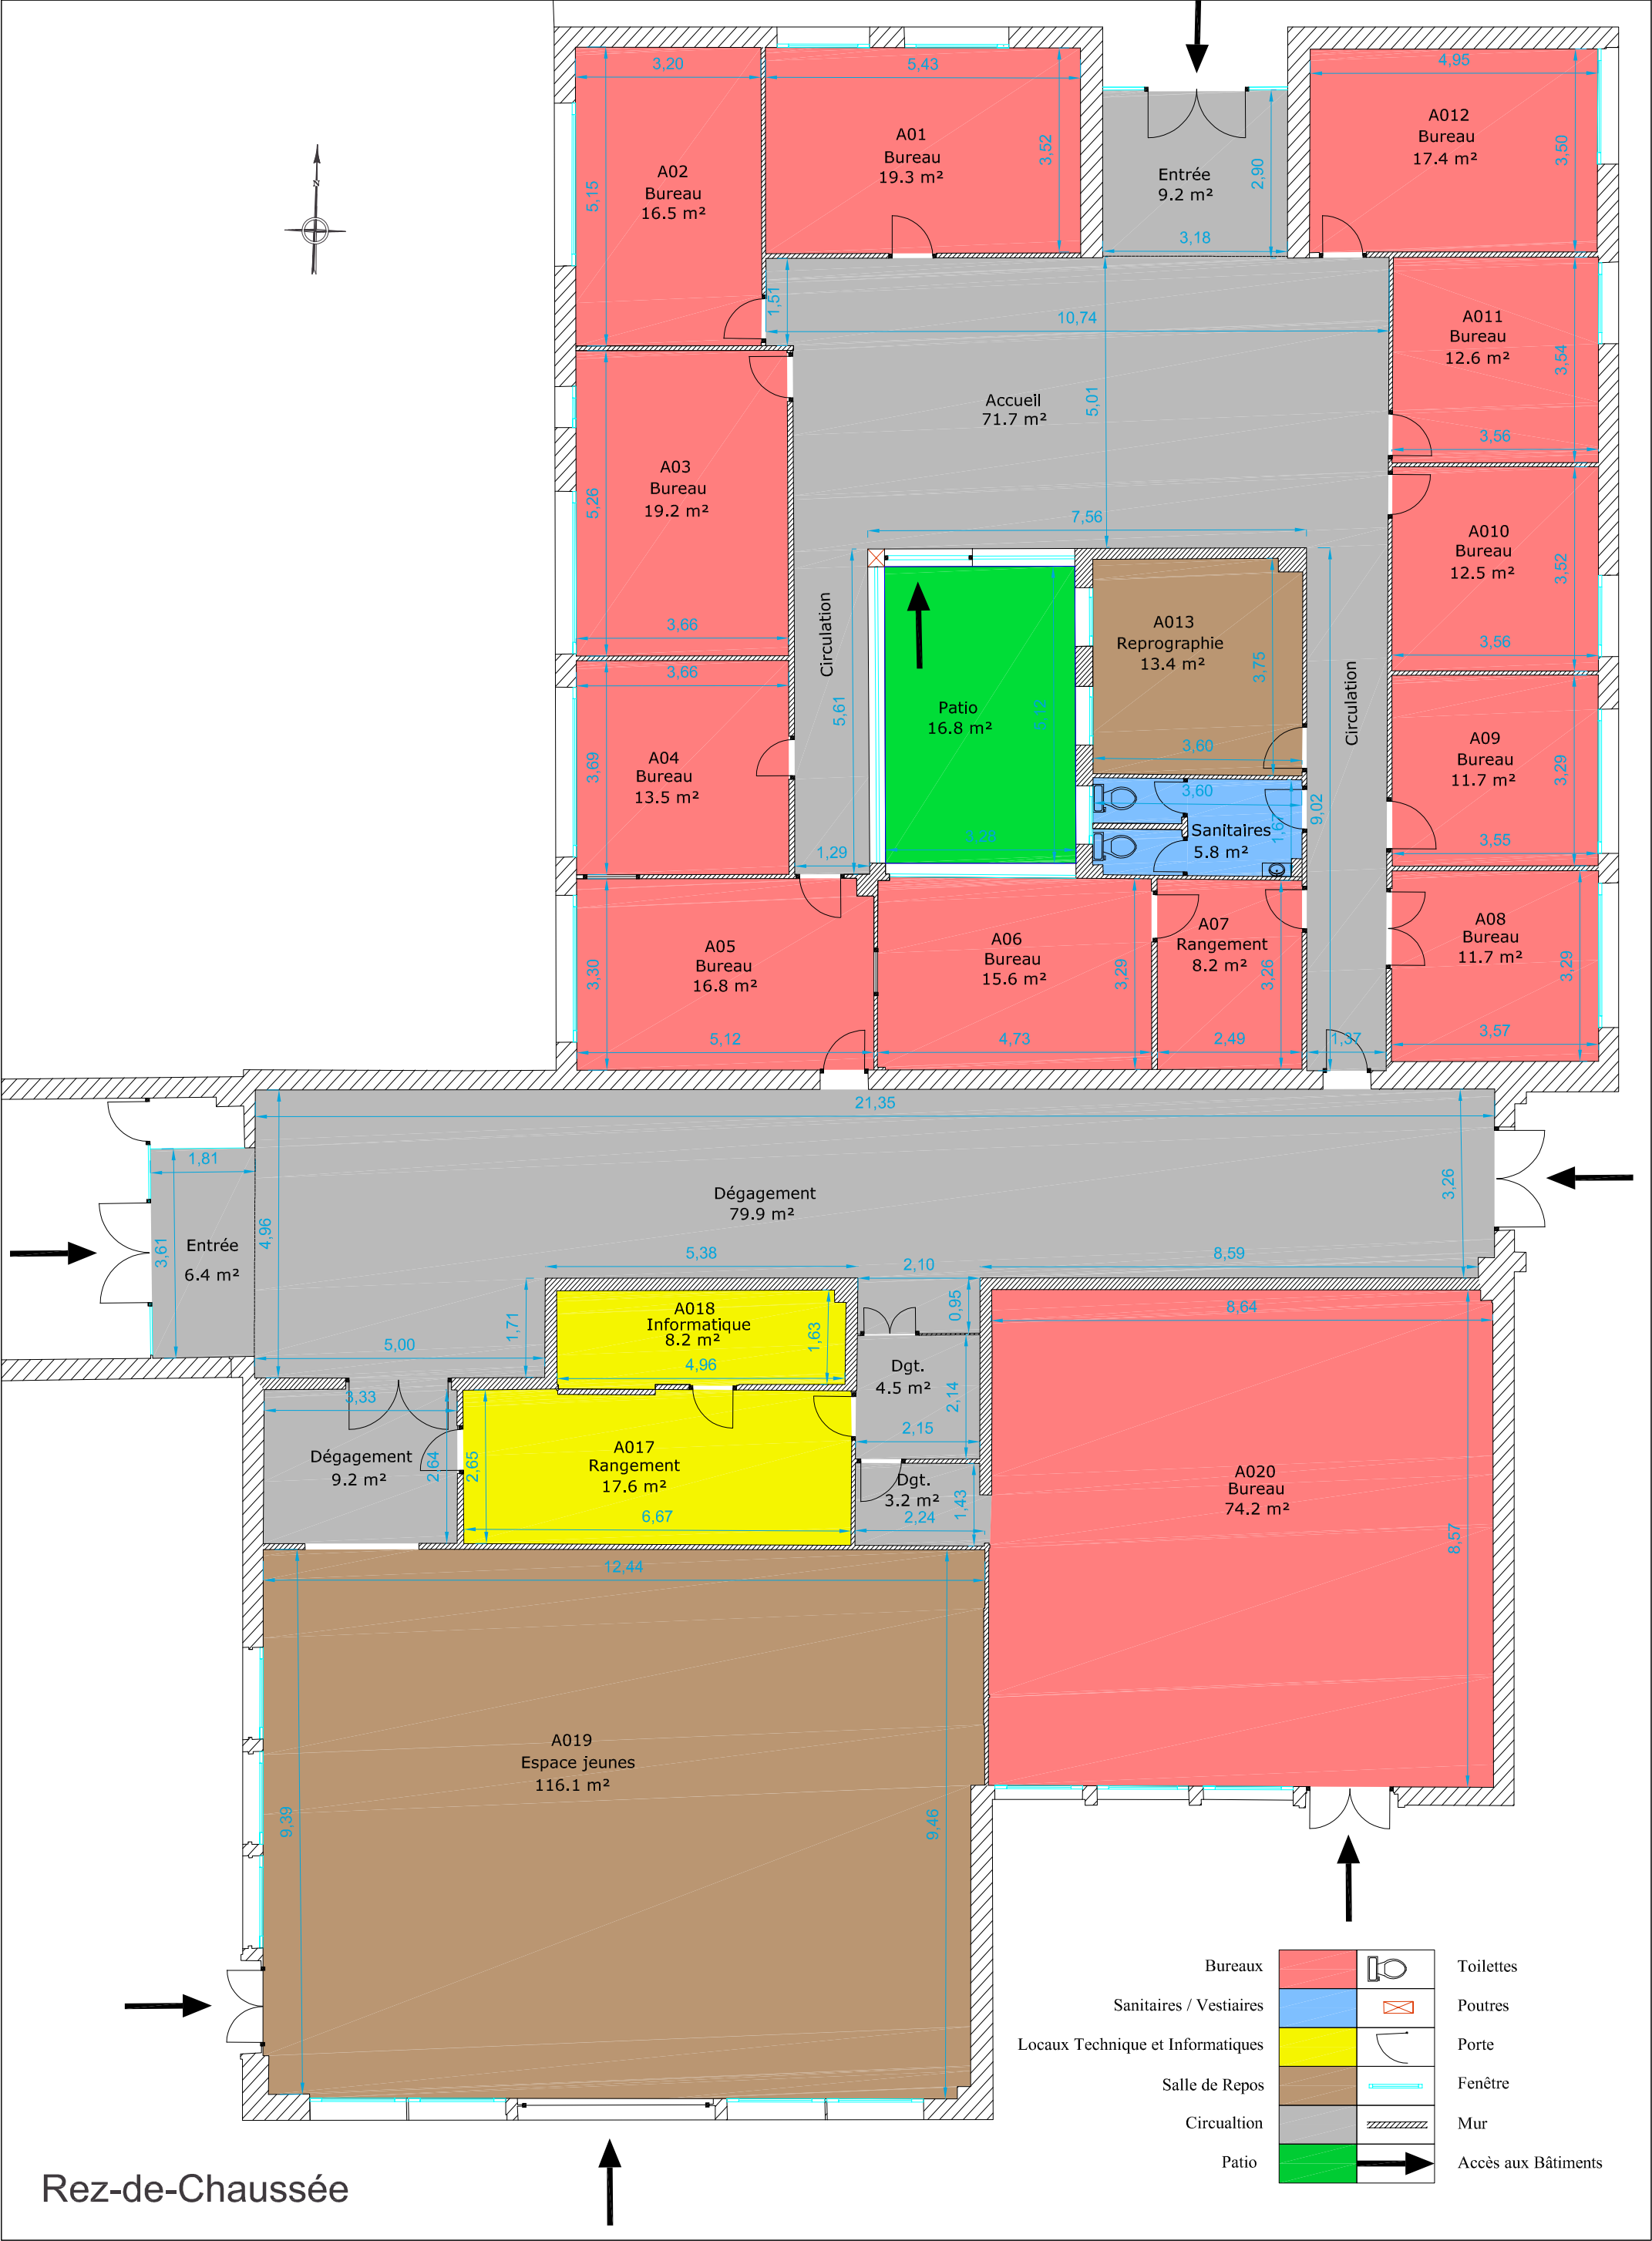 3,20
5,43
4,95
A02
Bureau
16.5 m²
5,15
A01
Bureau
19.3 m²
3,52
Entrée
9.2 m²
2,90
3,18
A012
Bureau
17.4 m²
3,50
N
1,51
10,74
A011
Bureau
12.6 m²
3,54
3,56
Accueil
71.7 m²
5,01
7,56
A03
Bureau
19.2 m²
5,26
3,66
A010
Bureau
12.5 m²
3,52
3,56
Circulation
5,61
1,29
Patio
16.8 m²
5,12
3,28
A013
Reprographie
13.4 m²
3,75
3,60
Circulation
9,02
3,66
A04
Bureau
13.5 m²
3,69
3,60
Sanitaires
5.8 m²
1,67
A09
Bureau
11.7 m²
3,29
3,55
A05
Bureau
16.8 m²
3,30
5,12
A06
Bureau
15.6 m²
3,29
4,73
A07
Rangement
8.2 m²
3,26
2,49
1,37
A08
Bureau
11.7 m²
3,29
3,57
21,35
1,81
Entrée
6.4 m²
3,61
4,96
Dégagement
79.9 m²
3,26
5,38
2,10
8,59
5,00
1,71
A018
Informatique
8.2 m²
1,63
4,96
0,95
Dgt.
4.5 m²
2,14
2,15
8,64
3,33
Dégagement
9.2 m²
2,64
2,65
A017
Rangement
17.6 m²
6,67
Dgt.
3.2 m²
1,43
2,24
A020
Bureau
74.2 m²
8,57
12,44
A019
Espace jeunes
116.1 m²
9,39
9,46
Bureaux
Toilettes
Sanitaires / Vestiaires
Poutres
Locaux Technique et Informatiques
Porte
Salle de Repos
Fenêtre
Circualtion
Mur
Patio
Accès aux Bâtiments
Rez-de-Chaussée